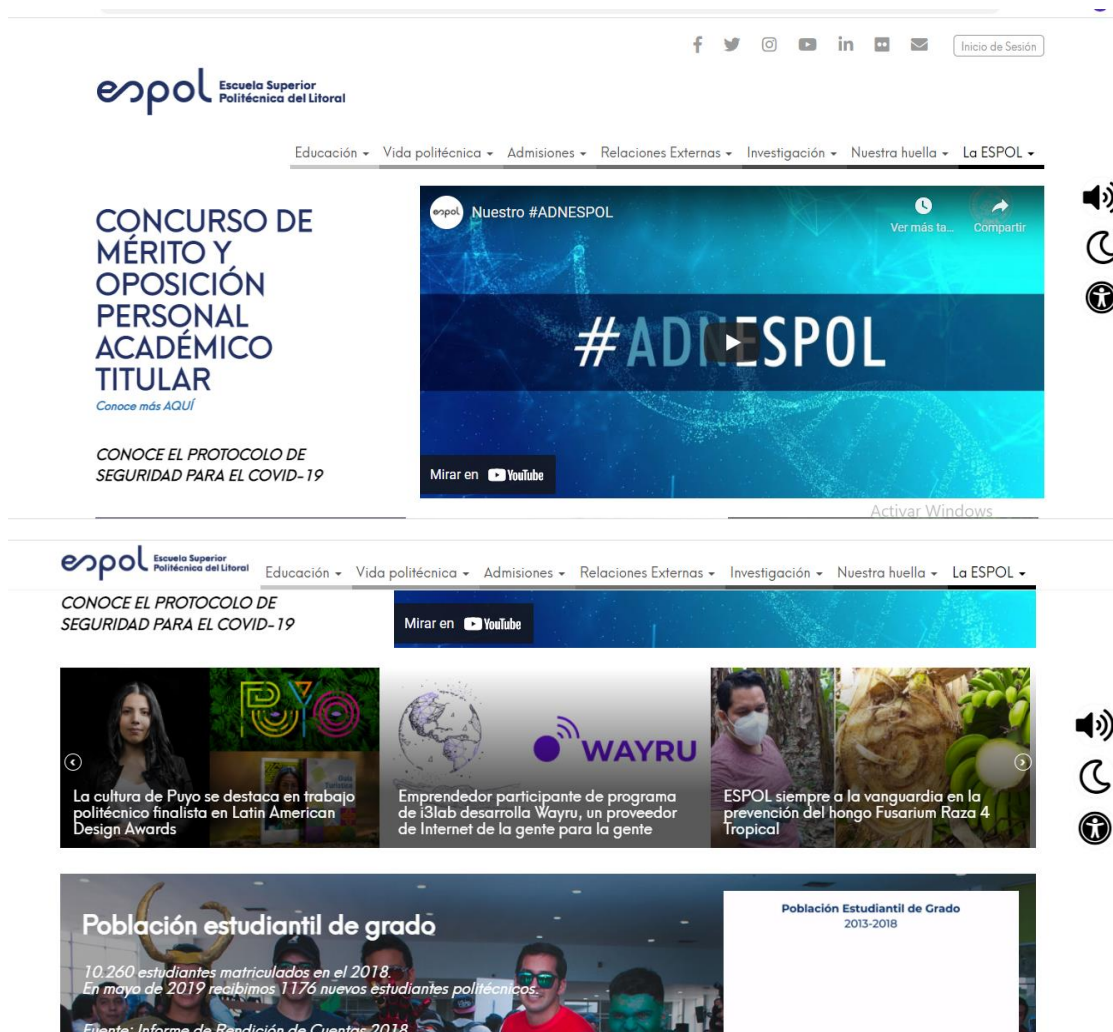 Inicio de Sesión
espol Escuela Superior
Politécnica del Litoral
Educación Vida politécnica Admisiones Relaciones Externas Investigación Nuestra huella La ESPOL
CONCURSO DE
MÉRITO Y
OPOSICIÓN
PERSONAL
ACADÉMICO
TITULAR
Conoce más AQUÍ
CONOCE EL PROTOCOLO DE
SEGURIDAD PARA EL COVID-19
espol Nuestro #ADNESPOL
Ver más ta... Compartir
#ADNESPOL
Mirar en YouTube
Activar Windows
espol Escuela Superior
Politécnica del Litoral
Educación Vida politécnica Admisiones Relaciones Externas Investigación Nuestra huella La ESPOL
CONOCE EL PROTOCOLO DE
SEGURIDAD PARA EL COVID-19
Mirar en YouTube
PUYO
Guía
Turística
La cultura de Puyo se destaca en trabajo
politécnico finalista en Latin American
Design Awards
WAYRU
Emprendedor participante de programa
de i3lab desarrolla Wayru, un proveedor
de Internet de la gente para la gente
ESPOL siempre a la vanguardia en la
prevención del hongo Fusarium Raza 4
Tropical
Población estudiantil de grado
10.260 estudiantes matriculados en el 2018.
En mayo de 2019 recibimos 1176 nuevos estudiantes politécnicos.
Fuente: Informe de Rendición de Cuentas 2018
Población Estudiantil de Grado
2013-2018